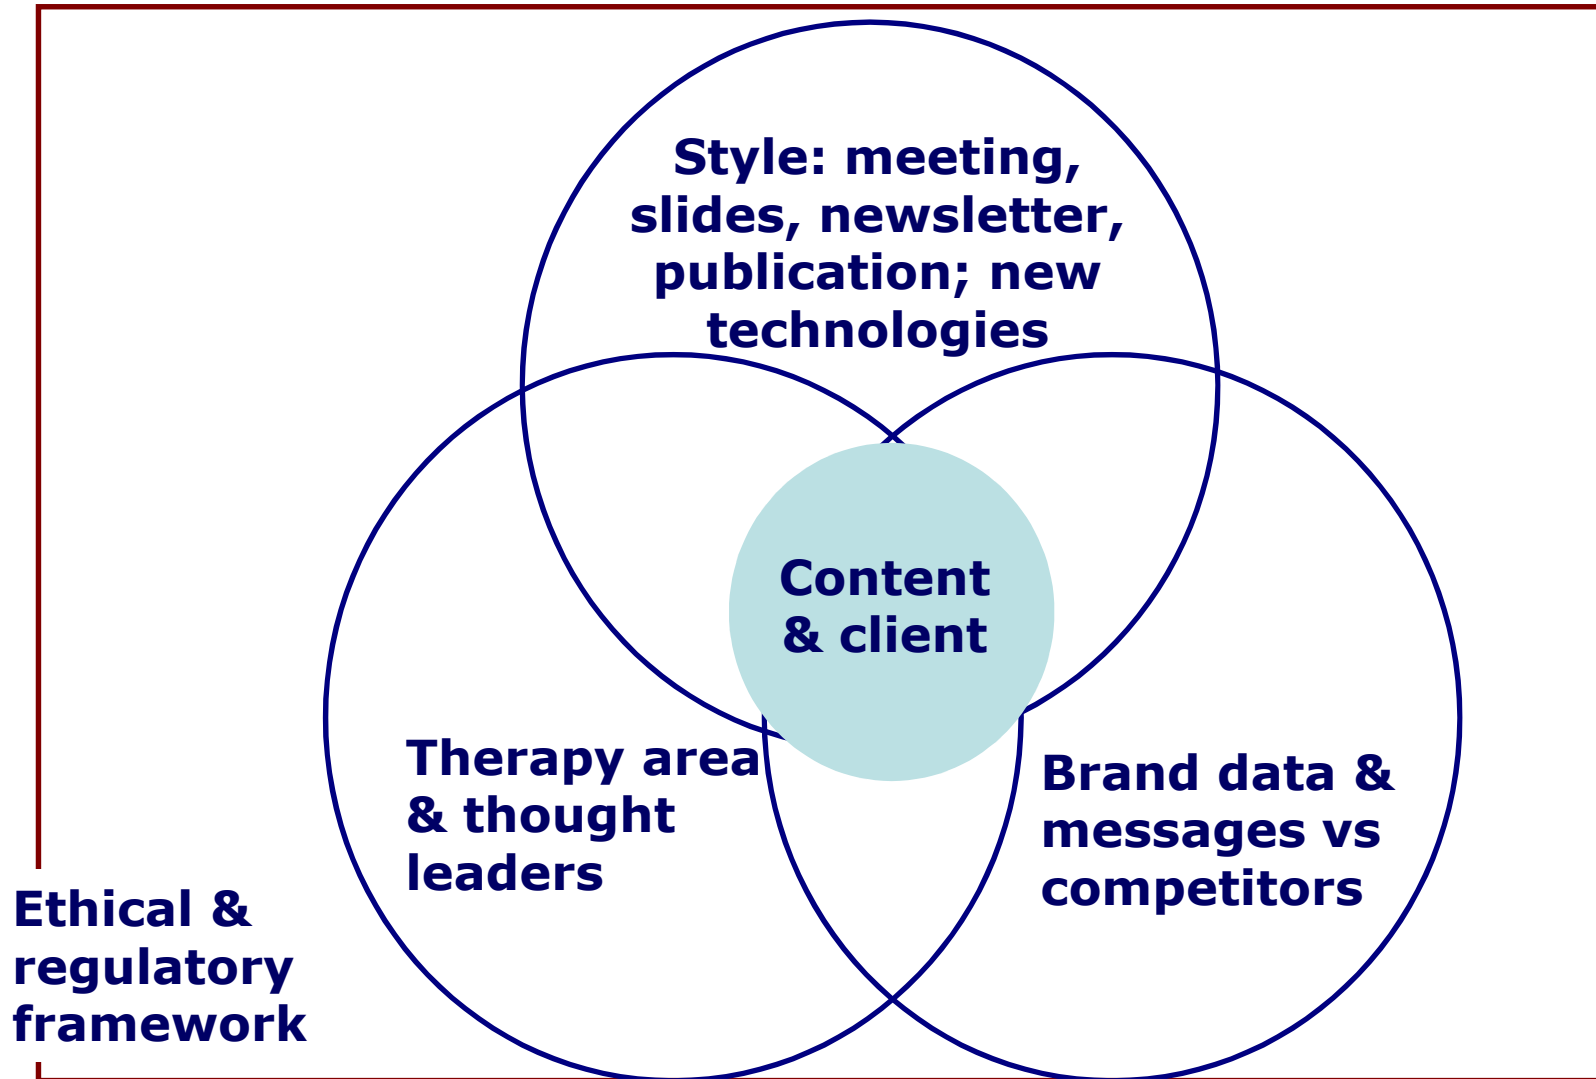 Style: meeting,
slides, newsletter,
publication; new
technologies
Content
& client
Therapy area
& thought
leaders
Brand data &
messages vs
competitors
Ethical &
regulatory
framework